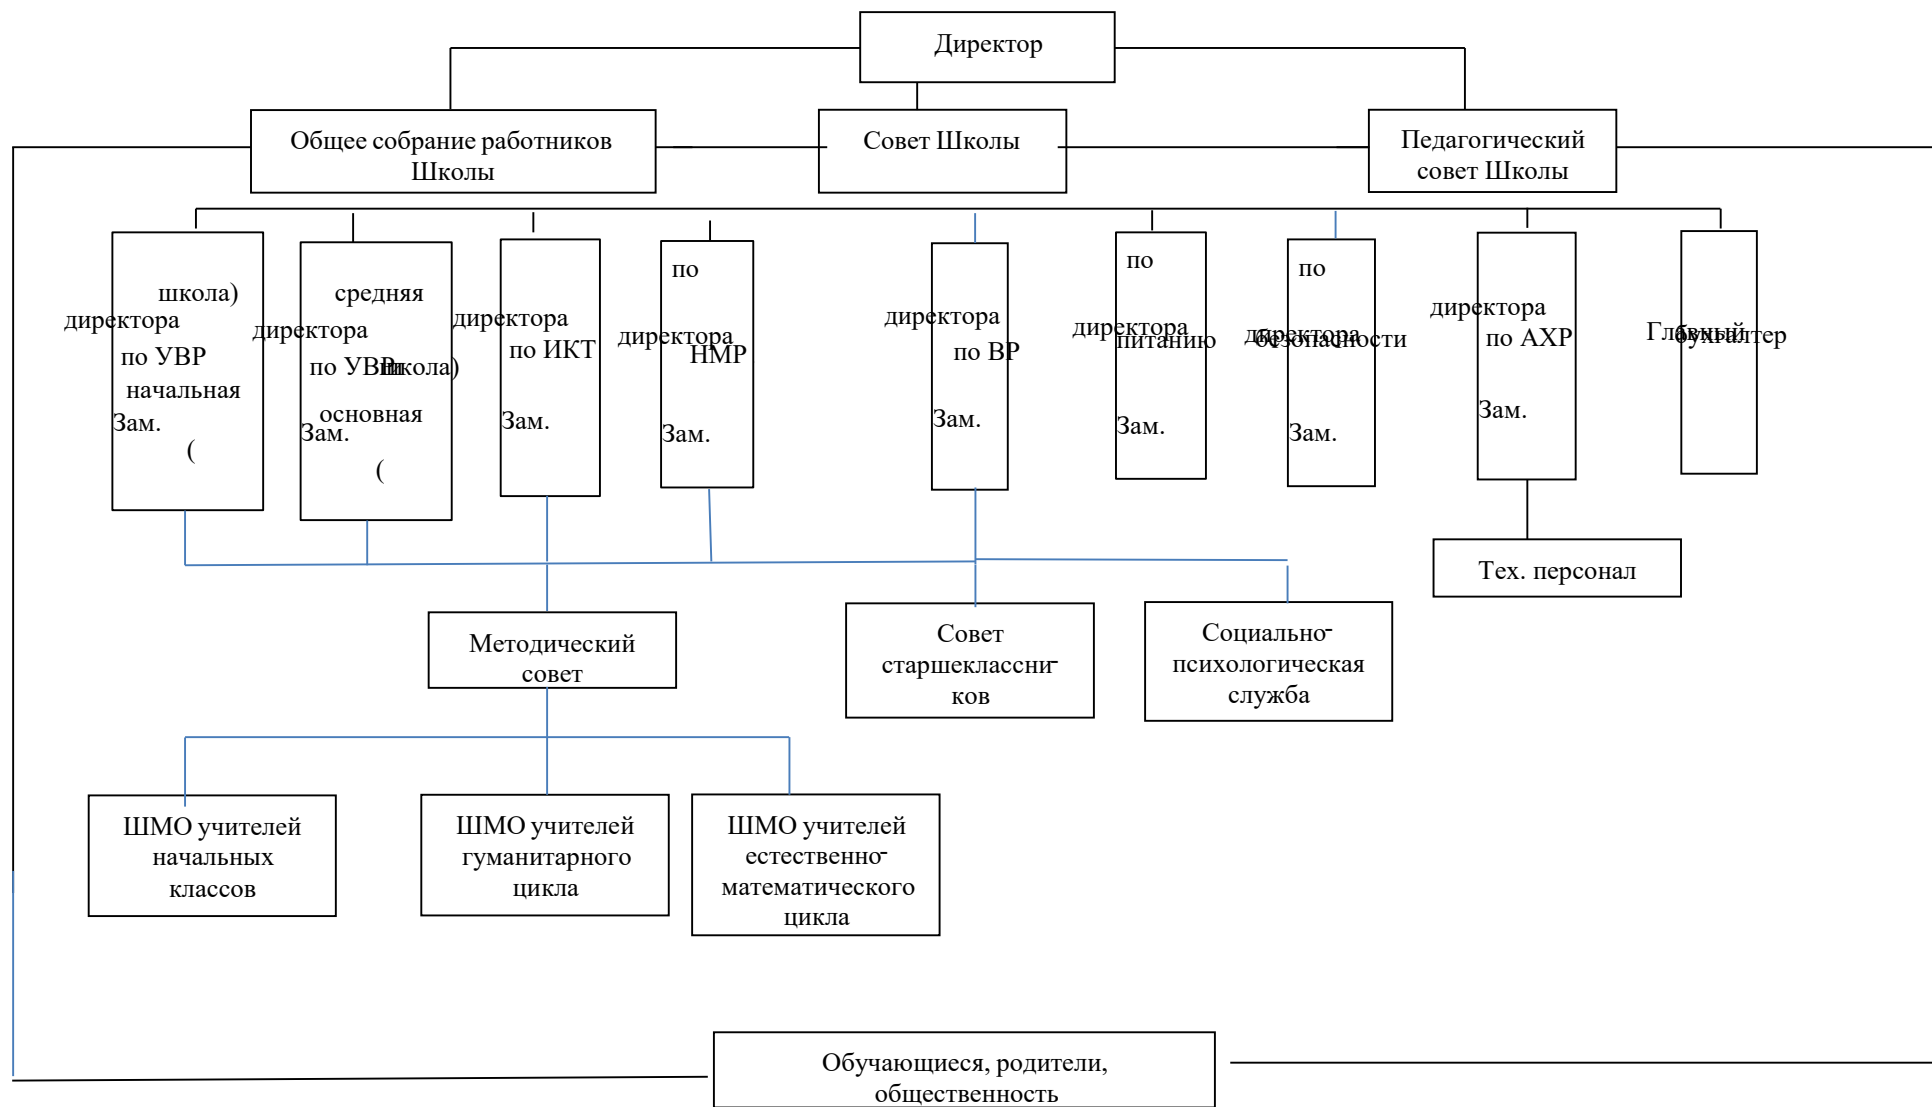 Директор
Общее собрание работников
Школы
Совет Школы
Педагогический
совет Школы
школа)
директора
по УВР
начальная
Зам.
(
средняя
директора
по УВР
школа)
основная
Зам.
(
директора
по ИКТ
Зам.
по
директора
НМР
Зам.
директора
по ВР
Зам.
по
директора
питанию
Зам.
по
директора
безопасности
Зам.
директора
по АХР
Зам.
Главный
бухгалтер
Тех. персонал
Методический
совет
Совет
старшеклассни-
ков
Социально-
психологическая
служба
ШМО учителей
начальных
классов
ШМО учителей
гуманитарного
цикла
ШМО учителей
естественно-
математического
цикла
Обучающиеся, родители,
общественность